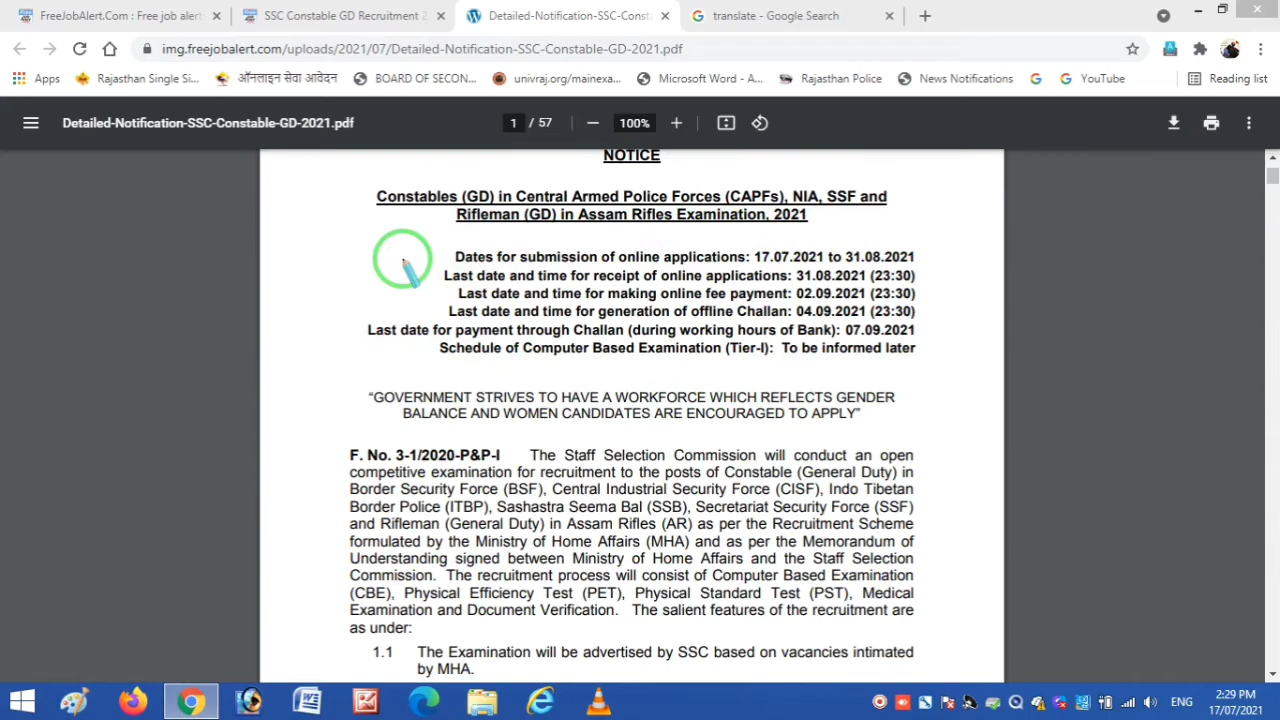 FreeJobAlert.Com : Free job alert
SSC Constable GD Recruitment 2
Detailed-Notification-SSC-Consta
translate - Google Search
img.freejobalert.com/uploads/2021/07/Detailed-Notification-SSC-Constable-GD-2021.pdf
Apps
Rajasthan Single Si...
ऑनलाइन सेवा आवेदन
BOARD OF SECON...
univraj.org/mainexa...
Microsoft Word - A...
Rajasthan Police
News Notifications
YouTube
Reading list
Detailed-Notification-SSC-Constable-GD-2021.pdf
1 / 57
100%
NOTICE
Constables (GD) in Central Armed Police Forces (CAPFs), NIA, SSF and
Rifleman (GD) in Assam Rifles Examination, 2021
Dates for submission of online applications: 17.07.2021 to 31.08.2021
Last date and time for receipt of online applications: 31.08.2021 (23:30)
Last date and time for making online fee payment: 02.09.2021 (23:30)
Last date and time for generation of offline Challan: 04.09.2021 (23:30)
Last date for payment through Challan (during working hours of Bank): 07.09.2021
Schedule of Computer Based Examination (Tier-I): To be informed later
“GOVERNMENT STRIVES TO HAVE A WORKFORCE WHICH REFLECTS GENDER
BALANCE AND WOMEN CANDIDATES ARE ENCOURAGED TO APPLY”
F. No. 3-1/2020-P&P-I The Staff Selection Commission will conduct an open
competitive examination for recruitment to the posts of Constable (General Duty) in
Border Security Force (BSF), Central Industrial Security Force (CISF), Indo Tibetan
Border Police (ITBP), Sashastra Seema Bal (SSB), Secretariat Security Force (SSF)
and Rifleman (General Duty) in Assam Rifles (AR) as per the Recruitment Scheme
formulated by the Ministry of Home Affairs (MHA) and as per the Memorandum of
Understanding signed between Ministry of Home Affairs and the Staff Selection
Commission. The recruitment process will consist of Computer Based Examination
(CBE), Physical Efficiency Test (PET), Physical Standard Test (PST), Medical
Examination and Document Verification. The salient features of the recruitment are
as under:
1.1 The Examination will be advertised by SSC based on vacancies intimated
by MHA.
ENG
2:29 PM
17/07/2021